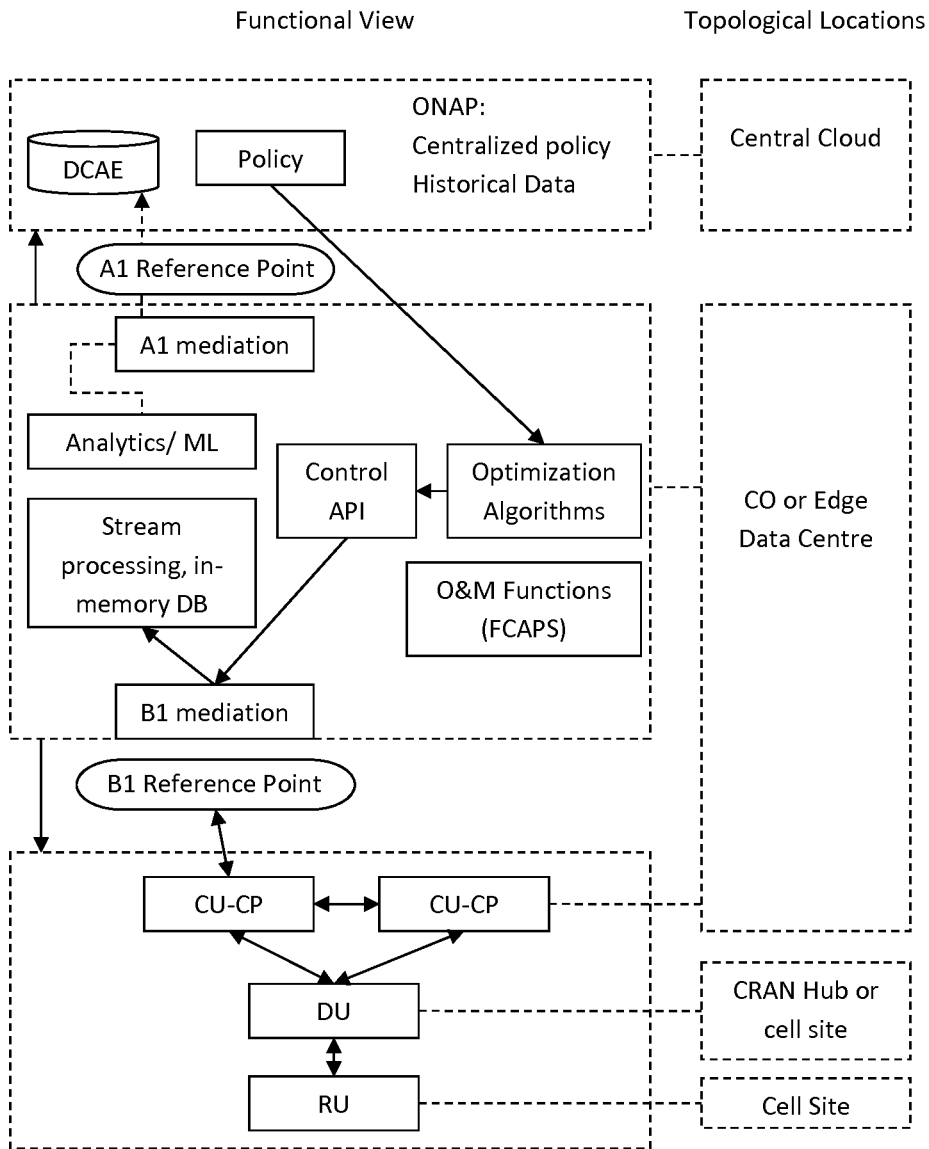 Functional View
Topological Locations
ONAP:
Centralized policy
Historical Data
DCAE
Policy
Central Cloud
A1 Reference Point
A1 mediation
Analytics/ ML
Control
API
Optimization
Algorithms
Stream
processing, in-
memory DB
O&M Functions
(FCAPS)
CO or Edge
Data Centre
B1 mediation
B1 Reference Point
CU-CP
CU-CP
DU
CRAN Hub or
cell site
RU
Cell Site